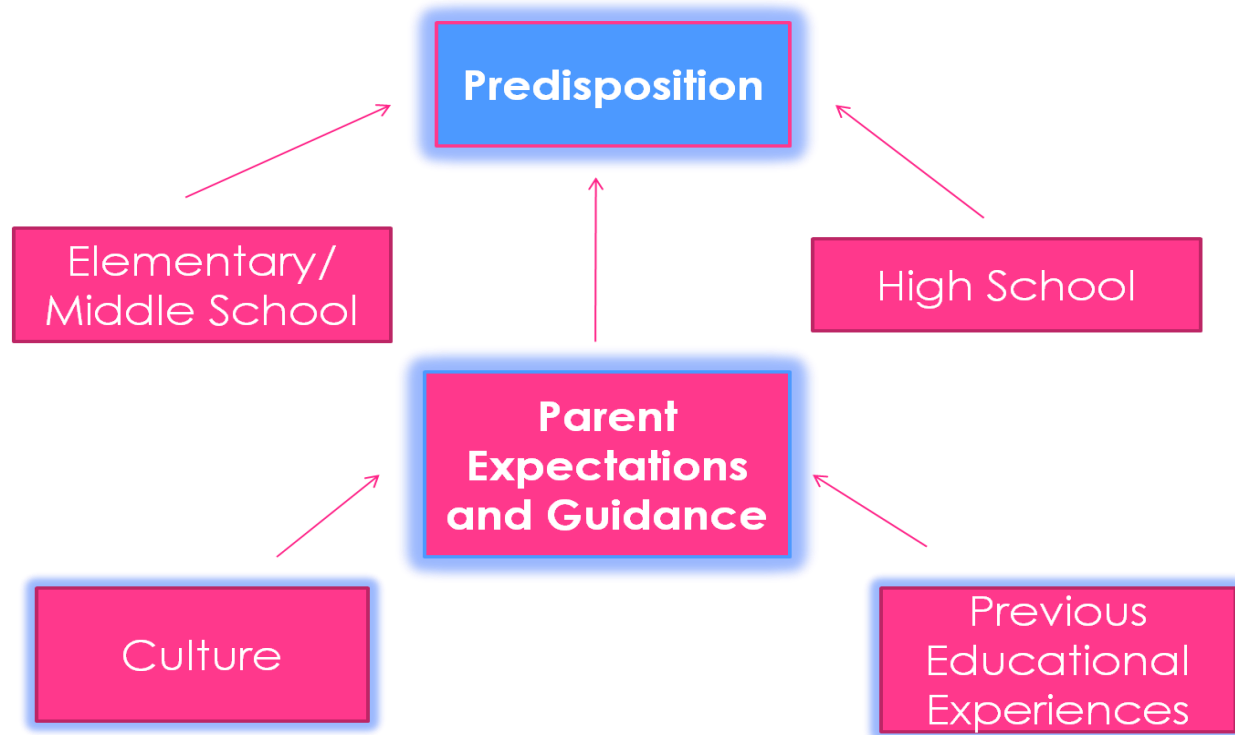 Predisposition
Elementary/
Middle School
High School
Parent
Expectations
and Guidance
Culture
Previous
Educational
Experiences